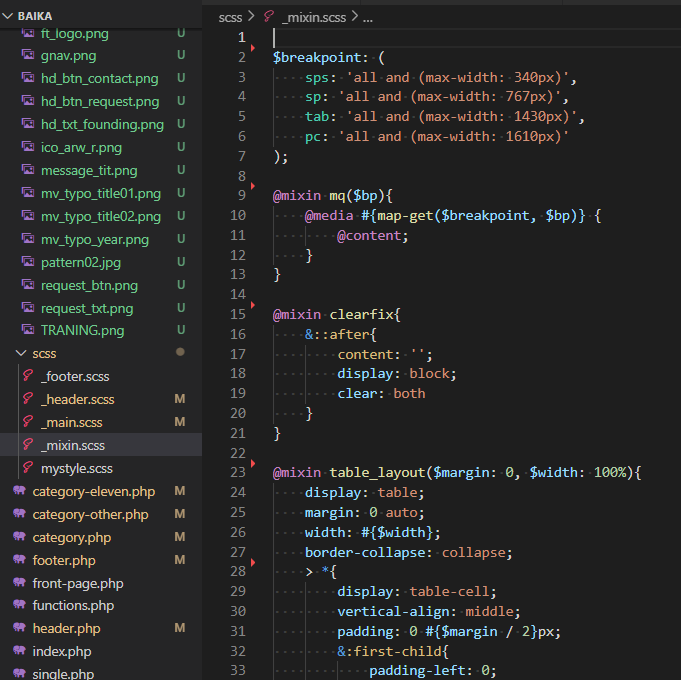 BAIKA
ft_logo.png U
gnav.png U
hd_btn_contact.png U
hd_btn_request.png U
hd_txt_founding.png U
ico_arw_r.png U
message_tit.png U
mv_typo_title01.png U
mv_typo_title02.png U
mv_typo_year.png U
pattern02.jpg U
request_btn.png U
request_txt.png U
TRANING.png U
scss
_footer.scss
_header.scss M
_main.scss M
_mixin.scss
mystyle.scss
category-eleven.php M
category-other.php M
category.php M
footer.php M
front-page.php
functions.php
header.php M
index.php
single.php
scss > _mixin.scss > ...
1
2 $breakpoint: (
3     sps: 'all and (max-width: 340px)',
4     sp: 'all and (max-width: 767px)',
5     tab: 'all and (max-width: 1430px)',
6     pc: 'all and (max-width: 1610px)'
7 );
8
9 @mixin mq($bp){
10     @media #{map-get($breakpoint, $bp)} {
11         @content;
12     }
13 }
14
15 @mixin clearfix{
16     &::after{
17         content: '';
18         display: block;
19         clear: both
20     }
21 }
22
23 @mixin table_layout($margin: 0, $width: 100%){
24     display: table;
25     margin: 0 auto;
26     width: #{$width};
27     border-collapse: collapse;
28     > *{
29         display: table-cell;
30         vertical-align: middle;
31         padding: 0 #{$margin / 2}px;
32         &:first-child{
33             padding-left: 0;